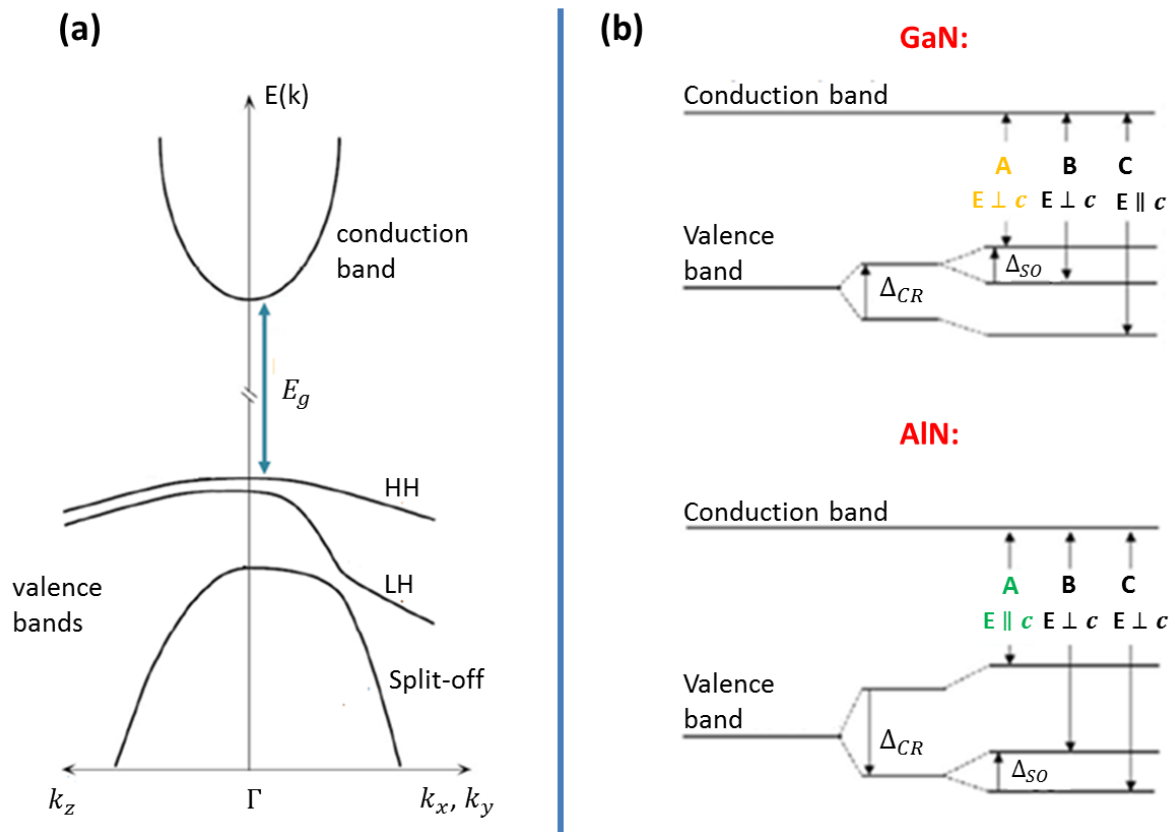 (a)
E(k)
conduction
band
E_g
HH
LH
valence
bands
Split-off
k_z
Γ
k_x, k_y
(b)
GaN:
Conduction band
A B C
E ⊥ c E ⊥ c E ∥ c
Valence
band
Δ_CR
Δ_SO
AlN:
Conduction band
A B C
E ∥ c E ⊥ c E ⊥ c
Valence
band
Δ_CR
Δ_SO